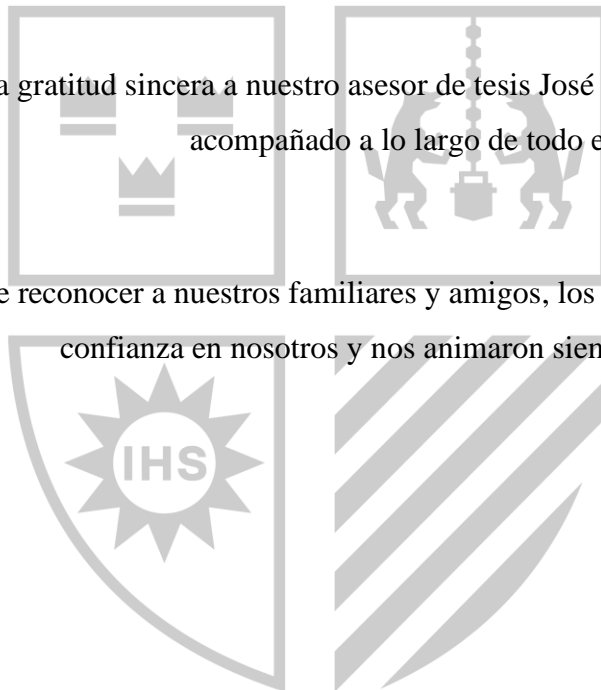 a gratitud sincera a nuestro asesor de tesis José
acompañado a lo largo de todo e
e reconocer a nuestros familiares y amigos, los
confianza en nosotros y nos animaron sien
IHS